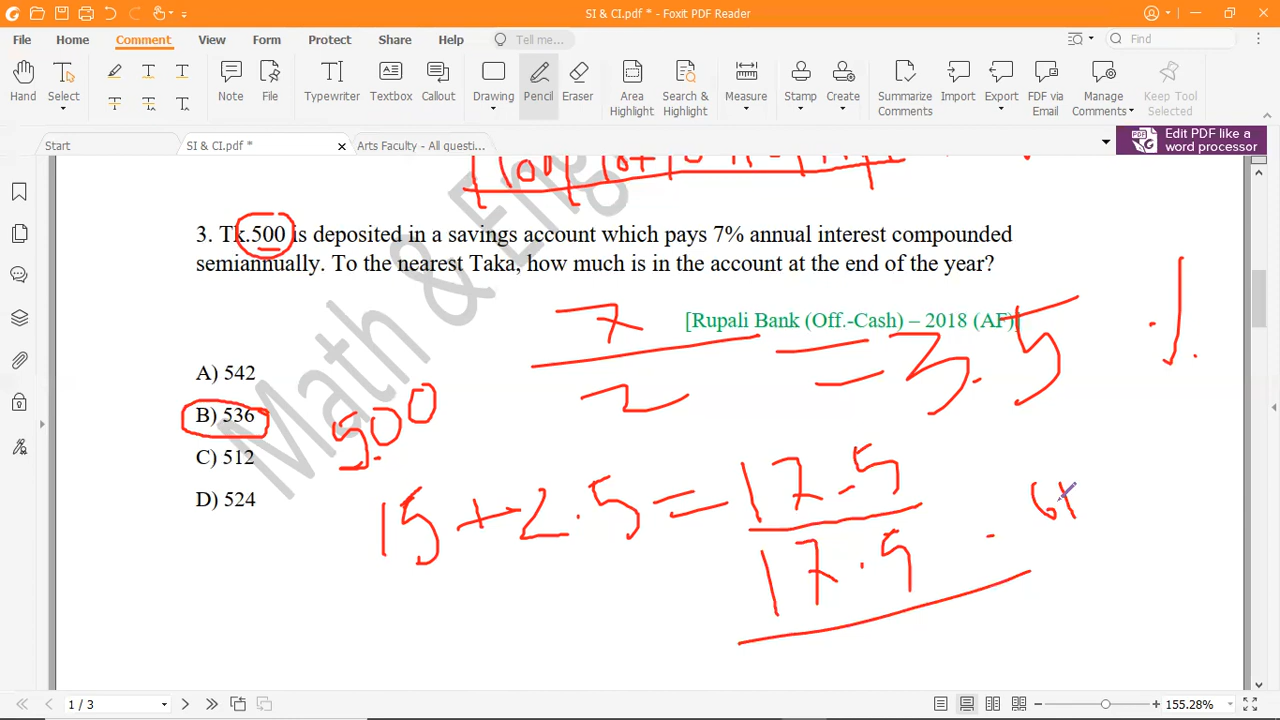 SI & CI.pdf * - Foxit PDF Reader
File Home Comment View Form Protect Share Help Tell me... Find
Hand Select Note File Typewriter Textbox Callout Drawing Pencil Eraser Area Highlight Search & Highlight Measure Stamp Create Summarize Comments Import Export PDF via Email Manage Comments Keep Tool Selected
Start SI & CI.pdf * Arts Faculty - All questi... Edit PDF like a word processor
3. Tk.500 is deposited in a savings account which pays 7% annual interest compounded
semiannually. To the nearest Taka, how much is in the account at the end of the year?
[Rupali Bank (Off.-Cash) – 2018 (AF)]
7
2
= 3.5
A) 542
B) 536
500
C) 512
D) 524
15 + 2.5 = 17.5
17.5
Math & Eng
1 / 3
155.28%